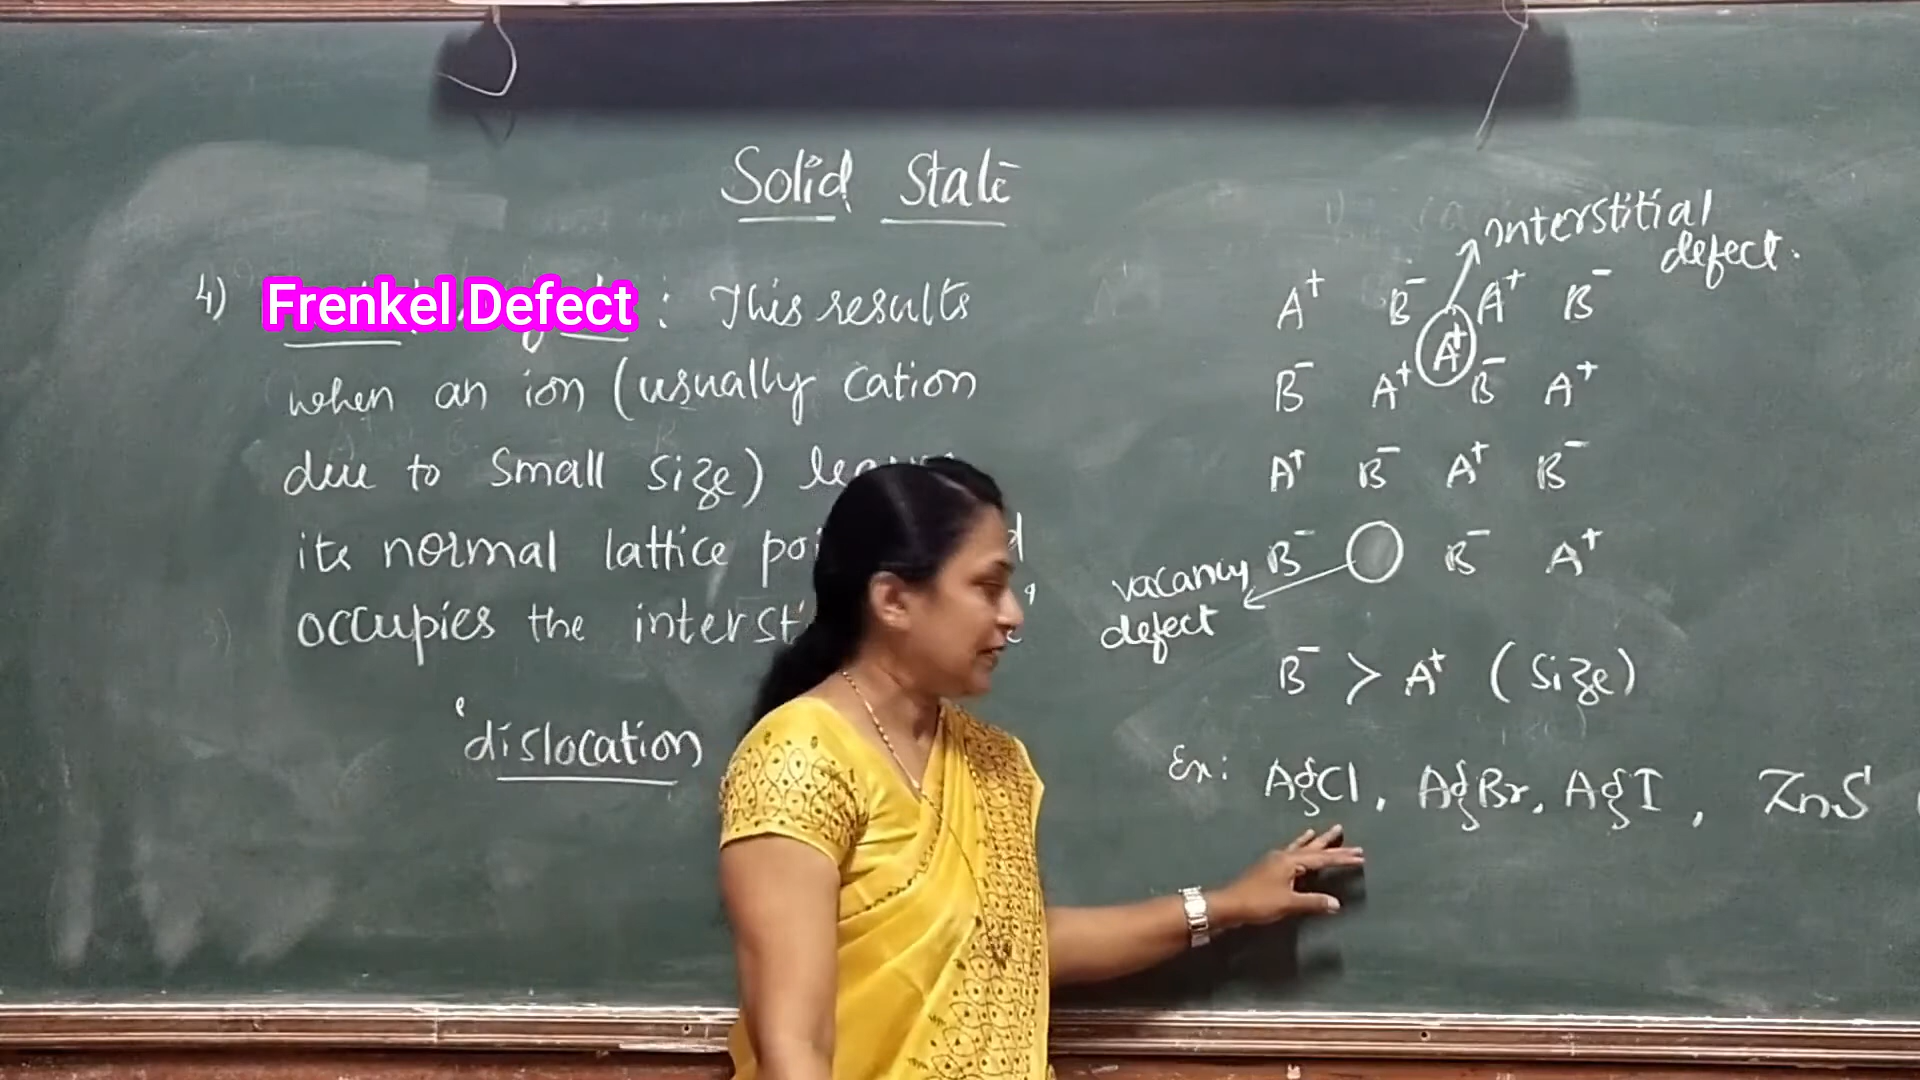 Solid State
4) Frenkel Defect : This results
when an ion (usually cation
due to small size)
its normal lattice
occupies the
dislocation
interstitial
defect.
A⁺ B⁻ A⁺ B⁻
A⁺
B⁻ A⁺ B⁻ A⁺
A⁺ B⁻ A⁺ B⁻
B⁻ B⁻ A⁺
vacancy
defect
B⁻ > A⁺ (size)
Ex: AgCl, AgBr, AgI, ZnS